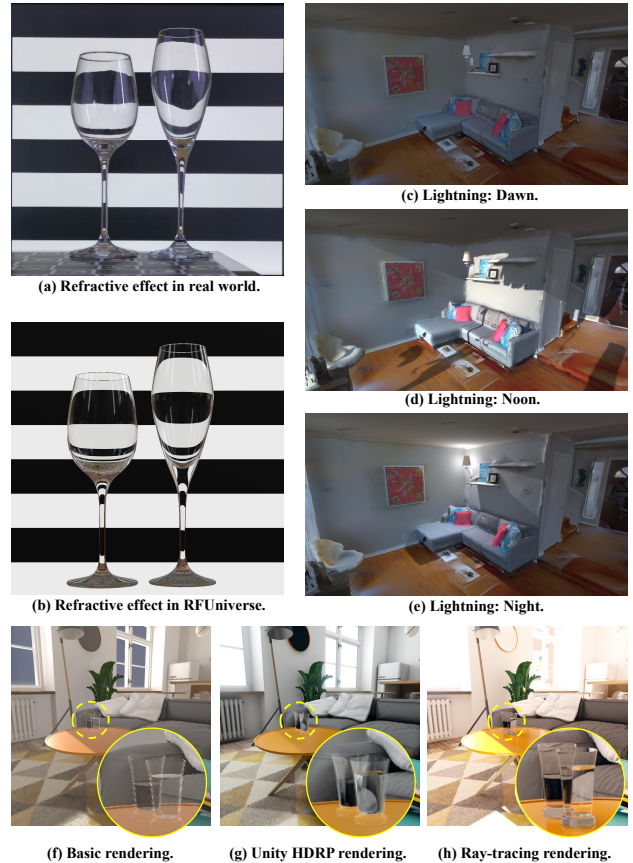 (a) Refractive effect in real world.
(b) Refractive effect in RFUniverse.
(c) Lightning: Dawn.
(d) Lightning: Noon.
(e) Lightning: Night.
(f) Basic rendering.
(g) Unity HDRP rendering.
(h) Ray-tracing rendering.